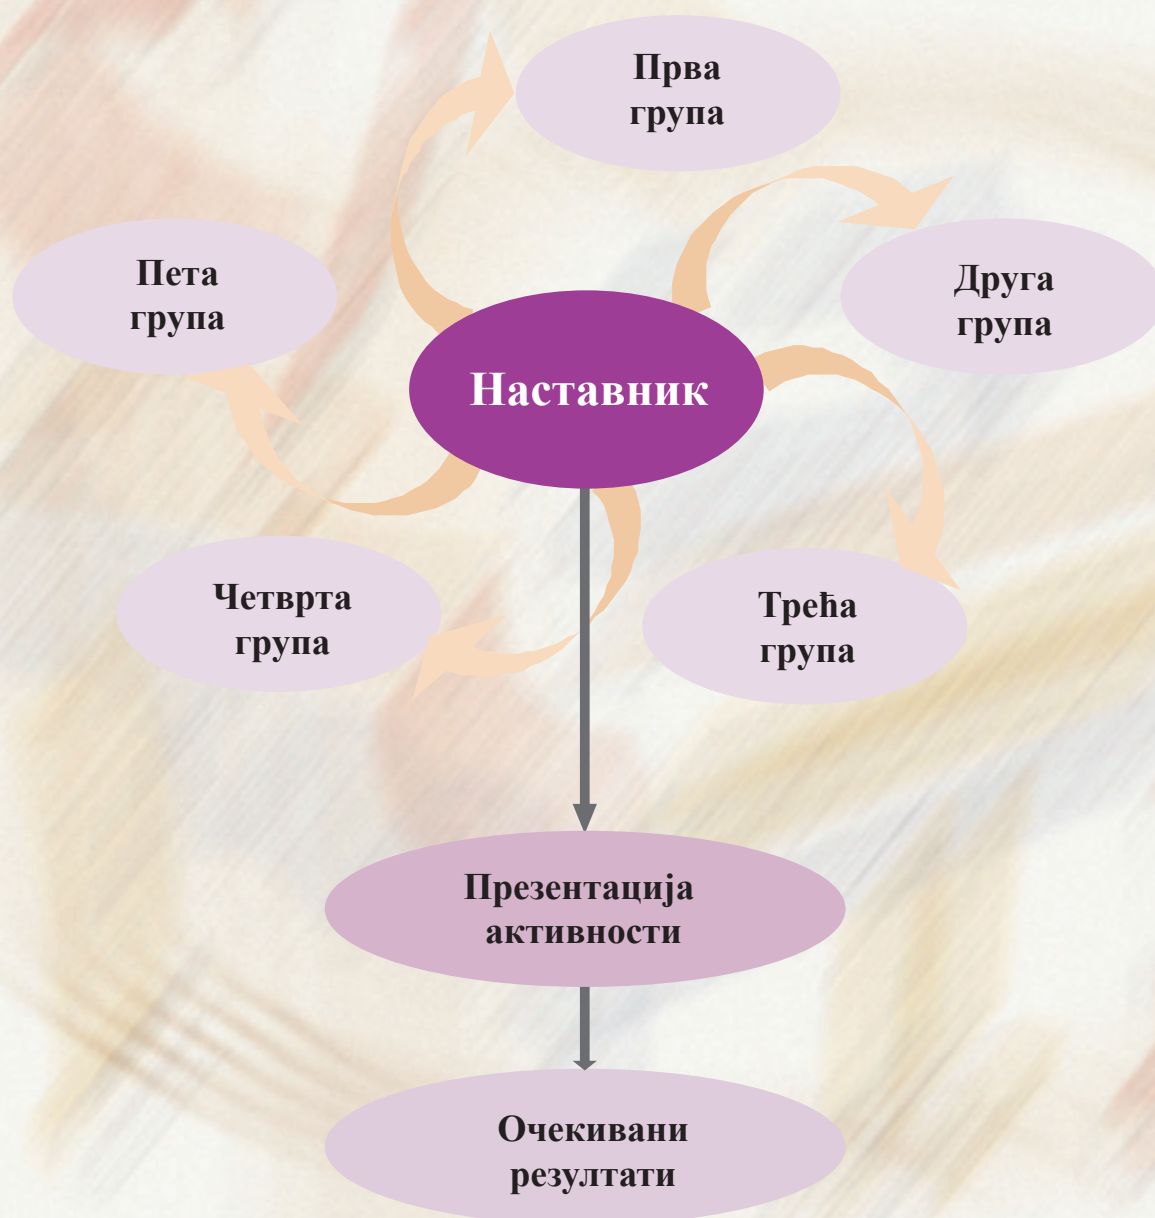 Прва
група
Пета
група
Друга
група
Наставник
Четврта
група
Трећа
група
Презентација
активности
Очекивани
резултати